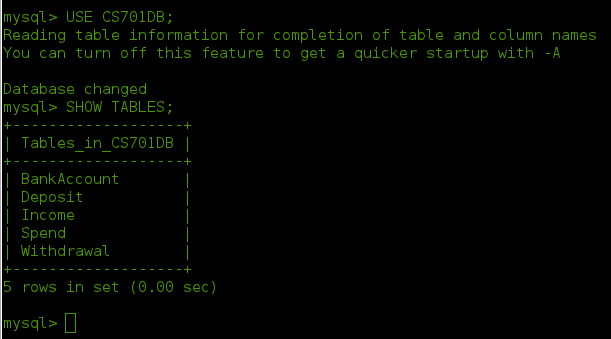 mysql> USE CS701DB;
Reading table information for completion of table and column names
You can turn off this feature to get a quicker startup with -A

Database changed
mysql> SHOW TABLES;
+-------------------+
| Tables_in_CS701DB |
+-------------------+
| BankAccount       |
| Deposit           |
| Income            |
| Spend             |
| Withdrawal        |
+-------------------+
5 rows in set (0.00 sec)

mysql>